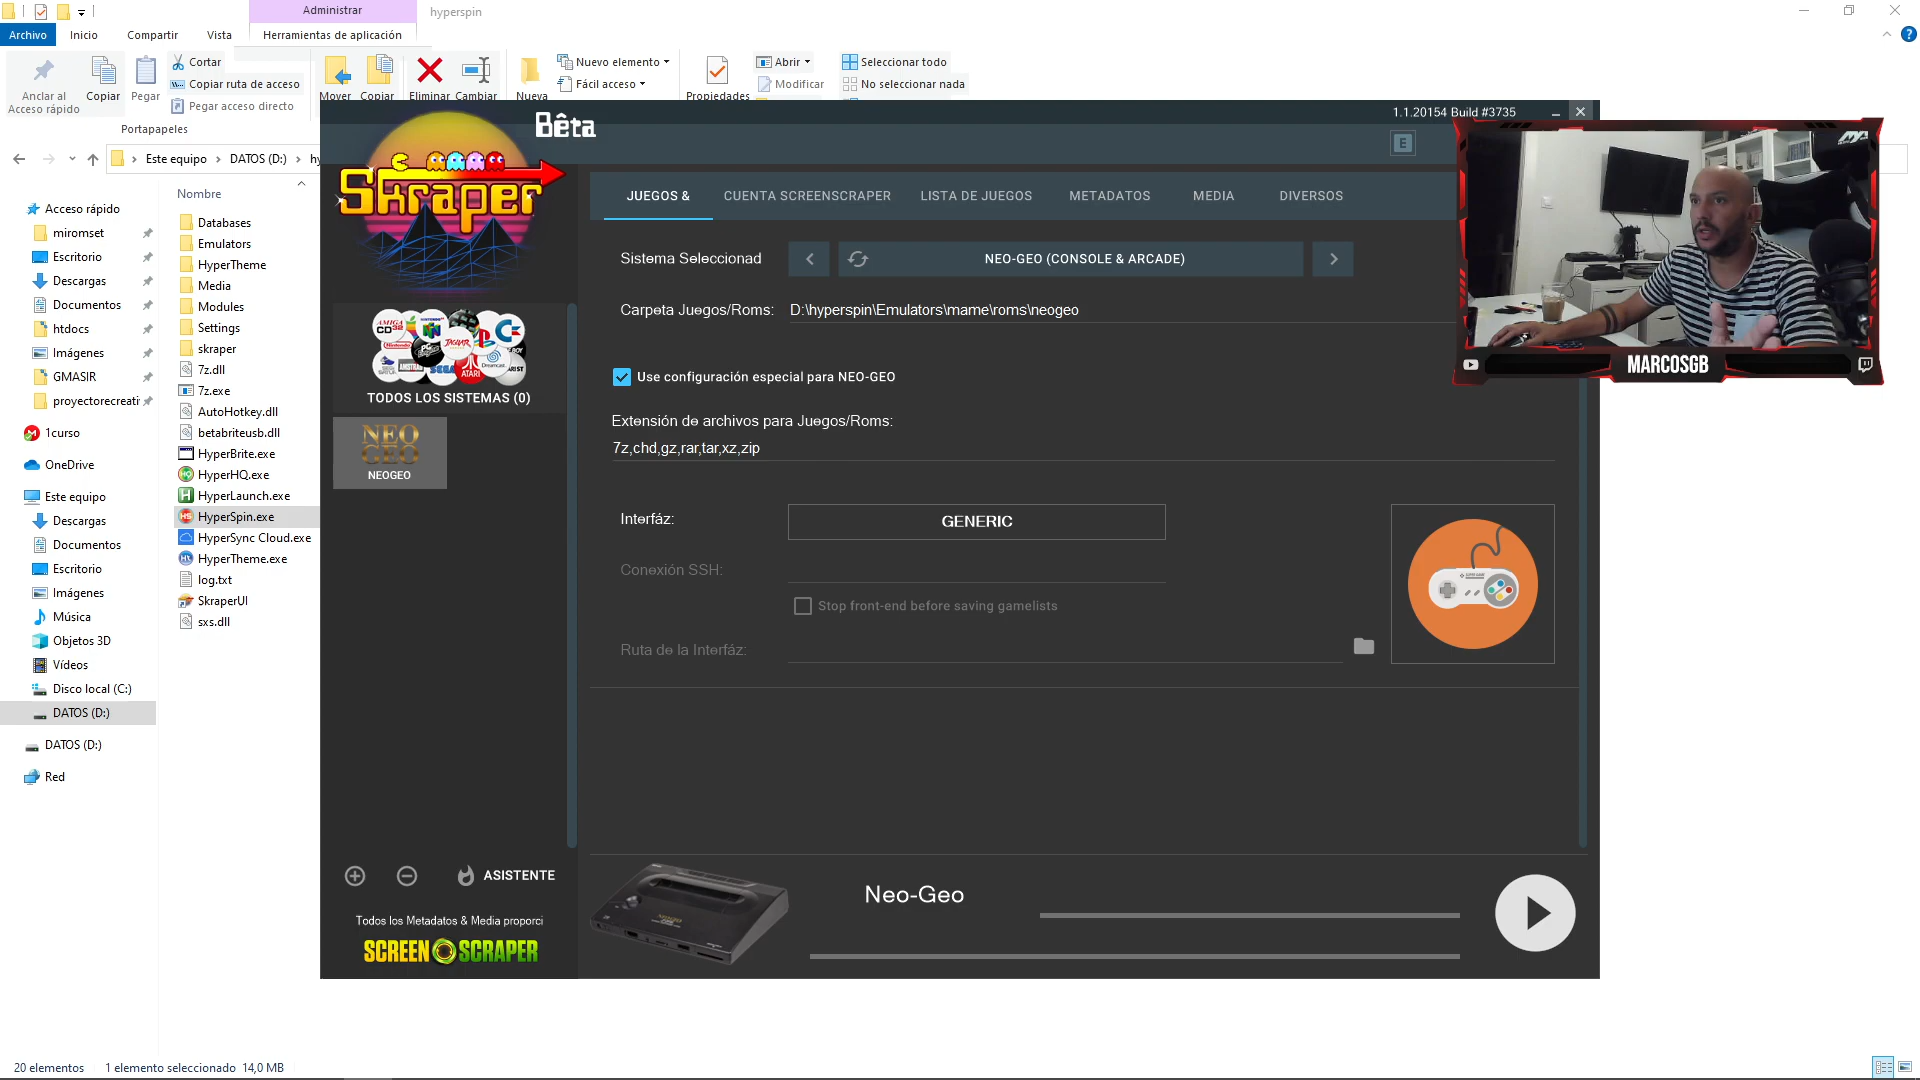 Administrar
hyperspin
Archivo
Inicio
Compartir
Vista
Herramientas de aplicación
Anclar al
Acceso rápido
Copiar
Pegar
Cortar
Copiar ruta de acceso
Pegar acceso directo
Portapapeles
Mover
Copiar
Eliminar
Cambiar
Nueva
Nuevo elemento
Fácil acceso
Propiedades
Abrir
Modificar
Seleccionar todo
No seleccionar nada
Este equipo
DATOS (D:)
Acceso rápido
miromset
Escritorio
Descargas
Documentos
htdocs
Imágenes
GMASIR
proyectorecreati
1curso
OneDrive
Este equipo
Descargas
Documentos
Escritorio
Imágenes
Música
Objetos 3D
Vídeos
Disco local (C:)
DATOS (D:)
DATOS (D:)
Red
Nombre
Databases
Emulators
HyperTheme
Media
Modules
Settings
skraper
7z.dll
7z.exe
AutoHotkey.dll
betabriteusb.dll
HyperBrite.exe
HyperHQ.exe
HyperLaunch.exe
HyperSpin.exe
HyperSync Cloud.exe
HyperTheme.exe
log.txt
SkraperUI
sxs.dll
20 elementos
1 elemento seleccionado 14,0 MB
Bêta
Skraper
1.1.20154 Build #3735
E
JUEGOS &
CUENTA SCREENSCRAPER
LISTA DE JUEGOS
METADATOS
MEDIA
DIVERSOS
TODOS LOS SISTEMAS (0)
NEO
GEO
NEOGEO
ASISTENTE
Todos los Metadatos & Media proporci
SCREEN SCRAPER
Sistema Seleccionad
NEO-GEO (CONSOLE & ARCADE)
Carpeta Juegos/Roms:
D:\hyperspin\Emulators\mame\roms\neogeo
Use configuración especial para NEO-GEO
Extensión de archivos para Juegos/Roms:
7z,chd,gz,rar,tar,xz,zip
Interfáz:
GENERIC
Conexión SSH:
Stop front-end before saving gamelists
Ruta de la Interfáz:
Neo-Geo
MARCOSGB